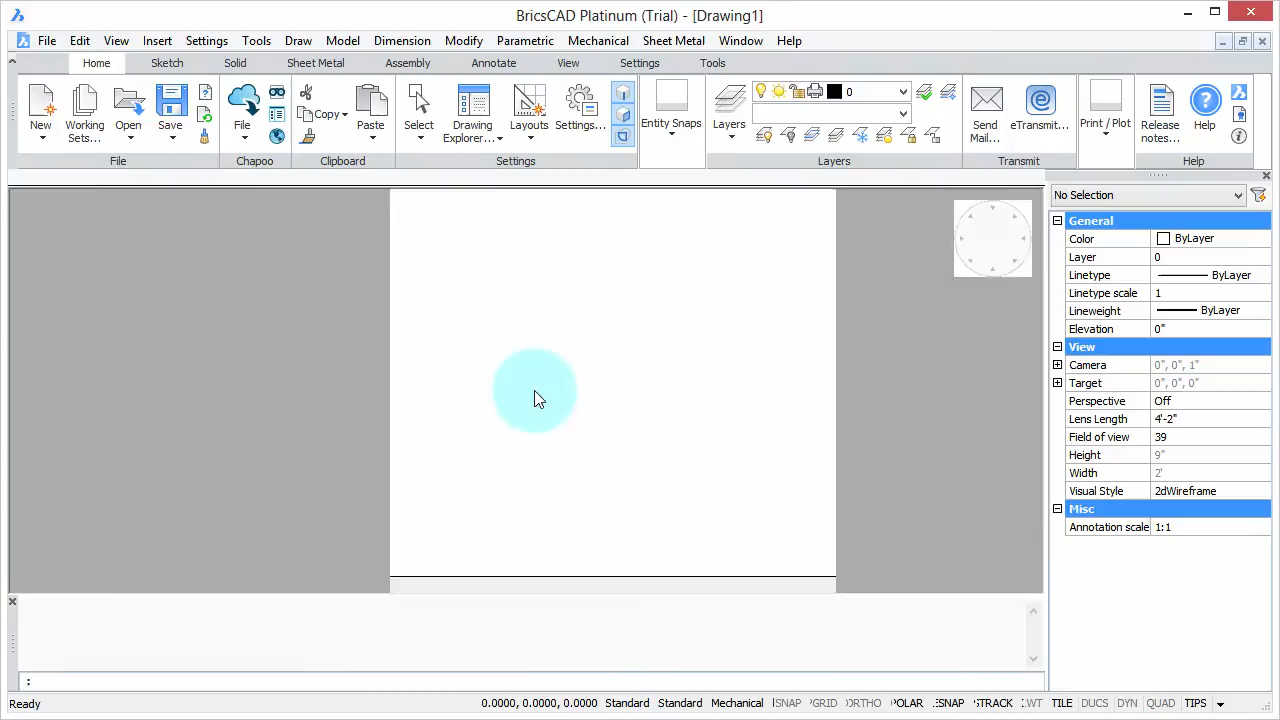 BricsCAD Platinum (Trial) - [Drawing1]
File Edit View Insert Settings Tools Draw Model Dimension Modify Parametric Mechanical Sheet Metal Window Help
Home Sketch Solid Sheet Metal Assembly Annotate View Settings Tools
0
Copy
New Working Sets... Open Save File Paste Select Drawing Explorer... Layouts Settings... Entity Snaps Layers Send Mail... eTransmit... Print / Plot Release notes... Help
File Chapoo Clipboard Settings Layers Transmit Help
No Selection
General
Color ByLayer
Layer 0
Linetype ByLayer
Linetype scale 1
Lineweight ByLayer
Elevation 0"
View
Camera 0", 0", 1"
Target 0", 0", 0"
Perspective Off
Lens Length 4'-2"
Field of view 39
Height 9"
Width 2'
Visual Style 2dWireframe
Misc
Annotation scale 1:1
:
Ready 0.0000, 0.0000, 0.0000 Standard Standard Mechanical SNAP GRID ORTHO POLAR ESNAP STRACK LWT TILE DUCS DYN QUAD TIPS